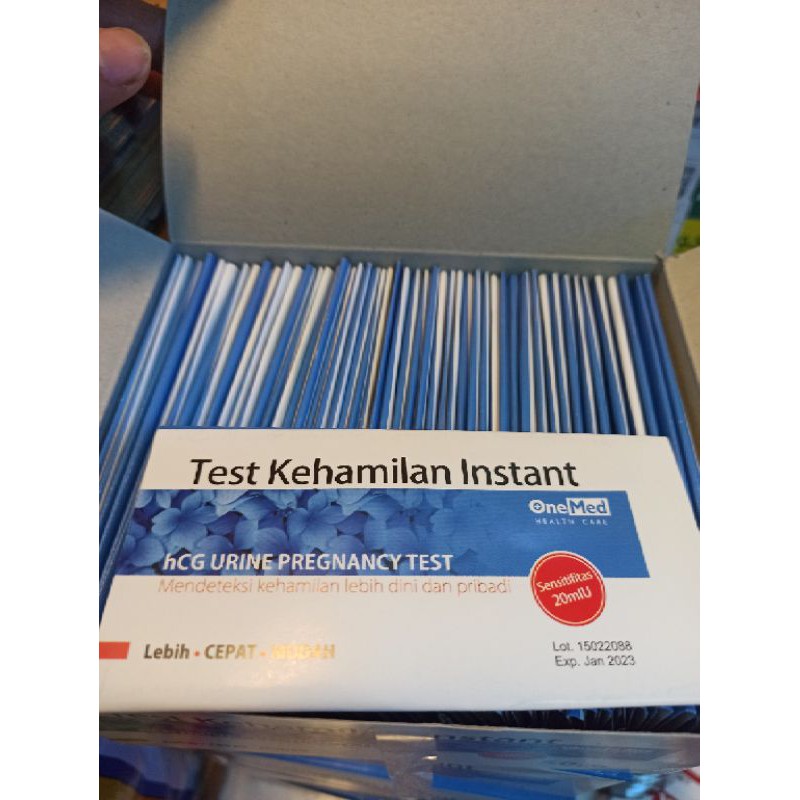 Test Kehamilan Instant
OneMed
HEALTH CARE
hCG URINE PREGNANCY TEST
Mendeteksi kehamilan lebih dini dan pribadi
Sensitifitas
20mIU
Lebih • CEPAT • MUDAH
Lot. 15022088
Exp. Jan 2023
Instant